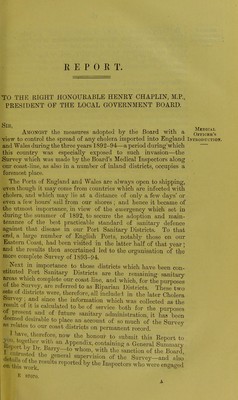 REPORT.
TO THE RIGHT HONOURABLE HENRY CHAPLIN, M.P.,
PRESIDENT OF THE LOCAL GOVERNMENT BOARD.
SIR,
Medical
Officer's
Introduction.
Amongst the measures adopted by the Board with a
view to control the spread of any cholera imported into England
and Wales during the three years 1892-94—a period during which
this country was especially exposed to such invasion—the
Survey which was made by the Board's Medical Inspectors along
our coast-line, as also in a number of inland districts, occupies a
foremost place.
The Ports of England and Wales are always open to shipping,
even though it may come from countries which are infected with
cholera, and which may lie at a distance of only a few days' or
even a few hours' sail from our shores; and hence it became of
the utmost importance, in view of the emergency which set in
during the summer of 1892, to secure the adoption and main-
tenance of the best practicable standard of sanitary defence
against that disease in our Port Sanitary Districts. To that
end, a large number of English Ports, notably those on our
Eastern Coast, had been visited in the latter half of that year;
and the results then ascertained led to the organisation of the
more complete Survey of 1893-94.
Next in importance to those districts which have been con-
stituted Port Sanitary Districts are the remaining sanitary
areas which complete our coast-line, and which, for the purposes
of the Survey, are referred to as Riparian Districts. These two
sets of districts were, therefore, all included in the later Cholera
Survey; and since the information which was collected as the
result of it is calculated to be of service both for the purposes
of present and of future sanitary administration, it has been
deemed desirable to place an account of so much of the Survey
as relates to our coast districts on permanent record.
I have, therefore, now the honour to submit this Report to
you, together with an Appendix, containing a General Summary
Report by Dr. Barry—to whom, with the sanction of the Board,
I entrusted the general supervision of the Survey—and also
details of the results reported by the Inspectors who were engaged
on this work.
A